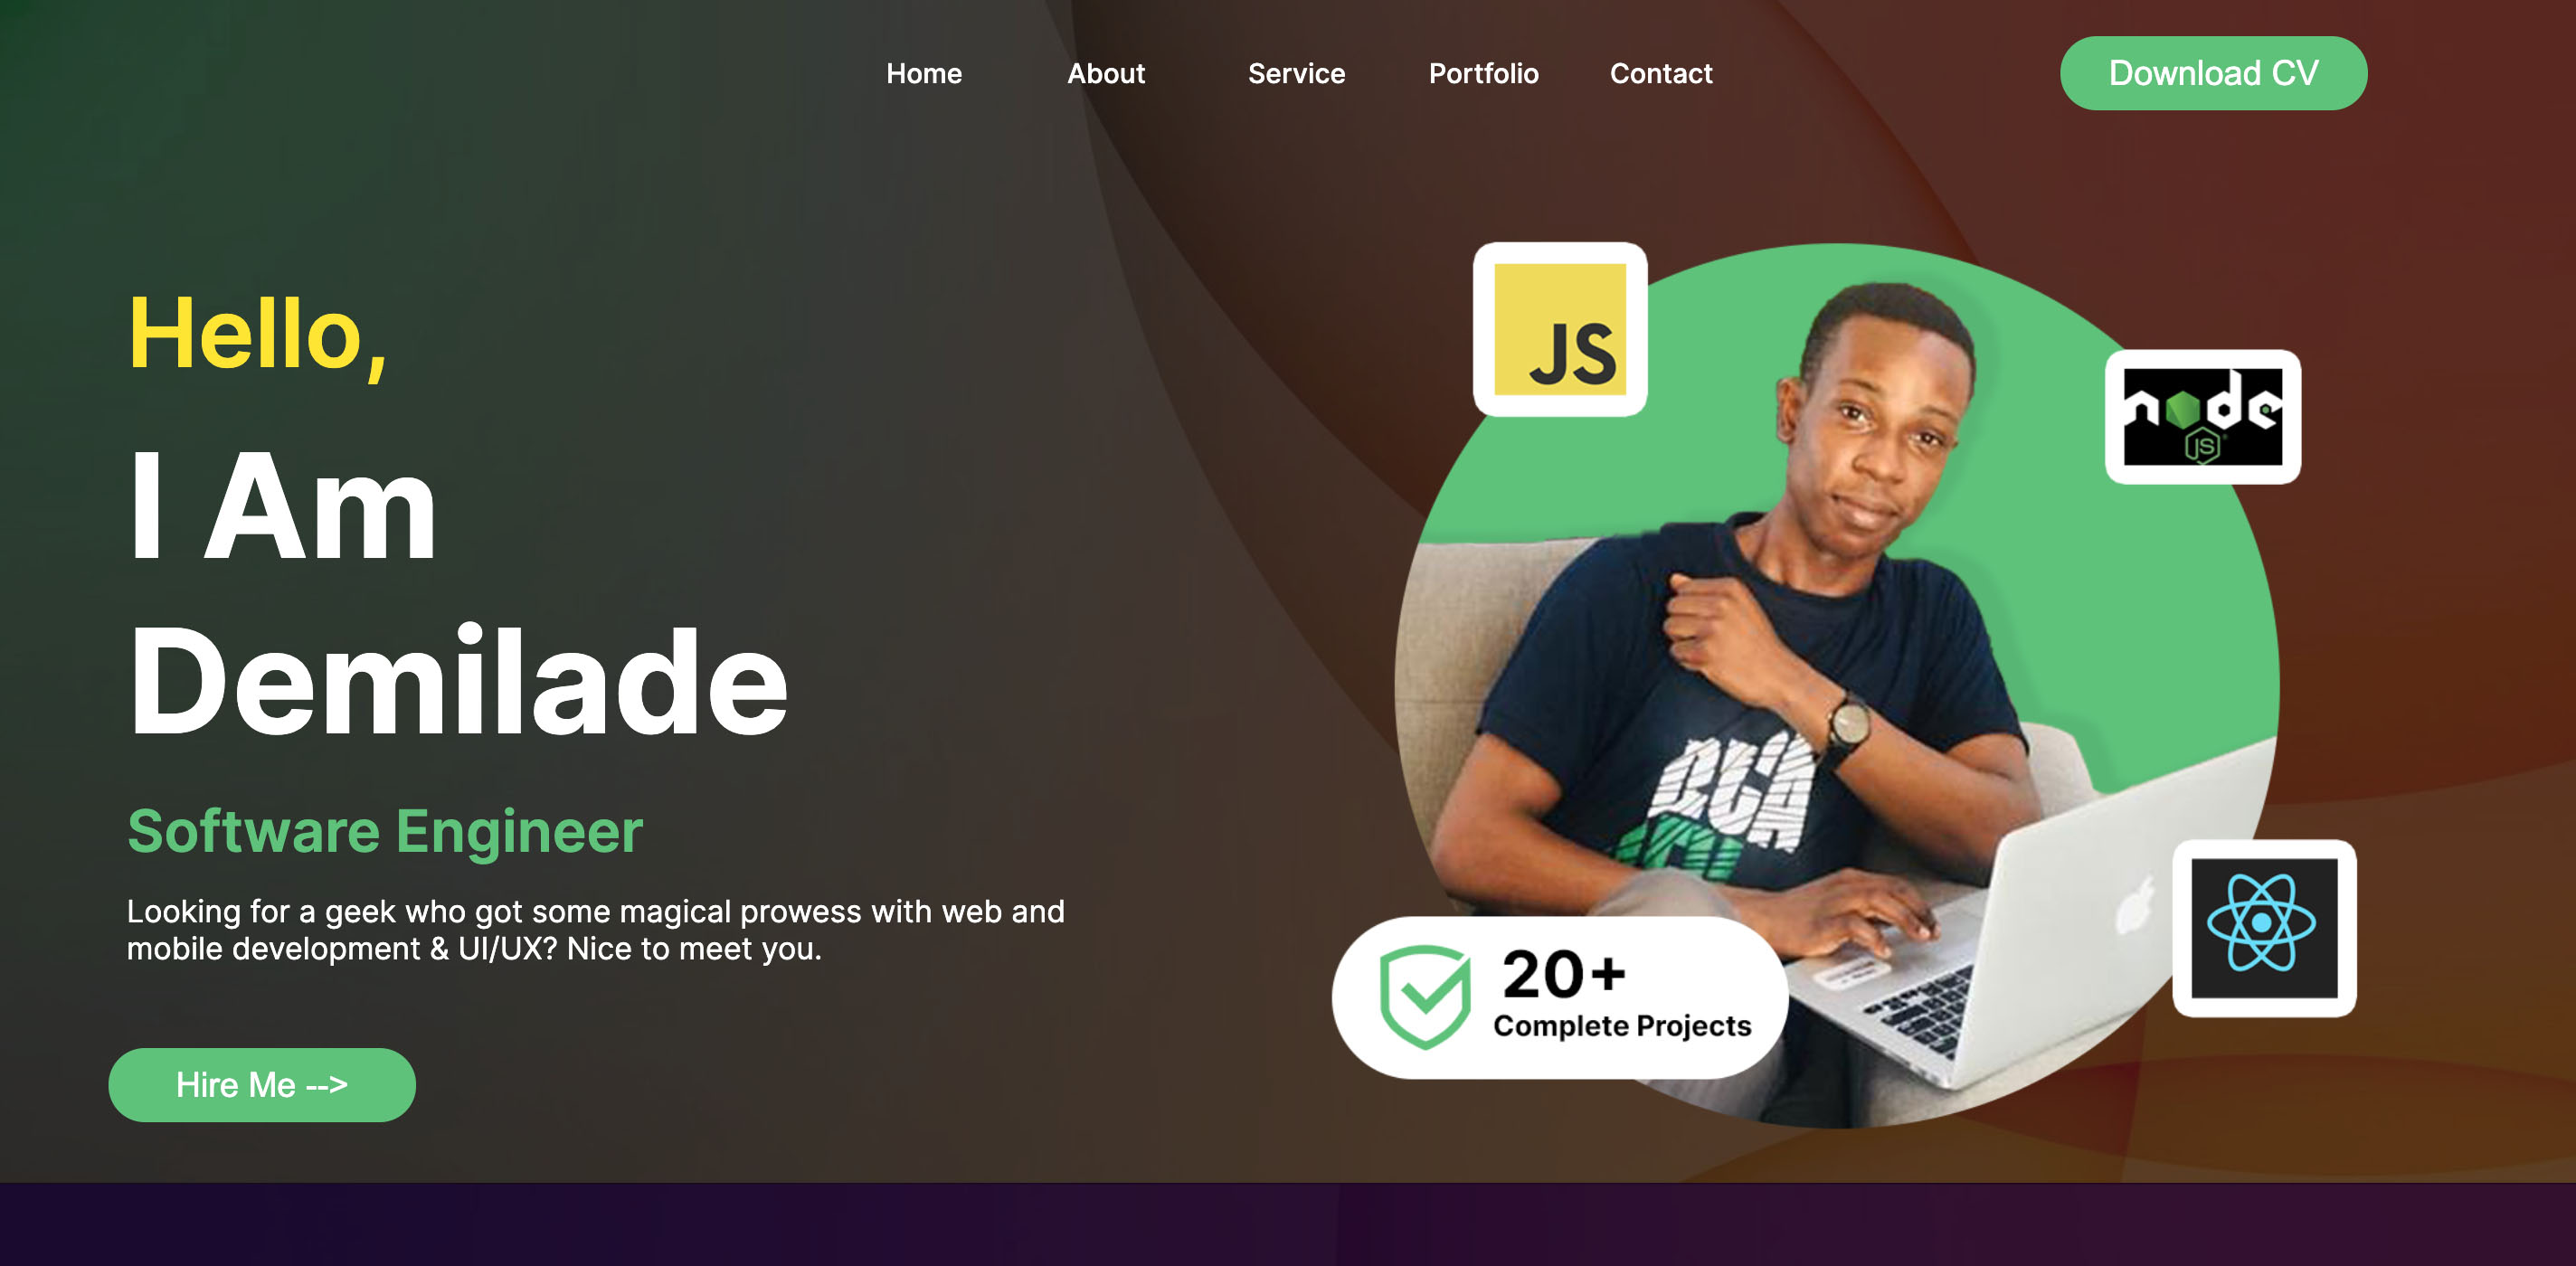 Home About Service Portfolio Contact Download CV
Hello,
I Am
Demilade
Software Engineer
Looking for a geek who got some magical prowess with web and
mobile development & UI/UX? Nice to meet you.
Hire Me -->
JS
node
JS
20+
Complete Projects